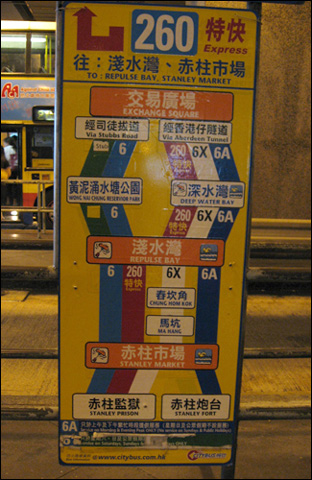 260 特快
Express
往：淺水灣、赤柱市場
TO : REPULSE BAY, STANLEY MARKET
交易廣場
EXCHANGE SQUARE
經司徒拔道
Via Stubbs Road
經香港仔隧道
Via Aberdeen Tunnel
6
260 特快
6X
6A
黃泥涌水塘公園
WONG NAI CHUNG RESERVOIR PARK
深水灣
DEEP WATER BAY
6
260 特快
6X
6A
淺水灣
REPULSE BAY
6
260 特快
6X
6A
舂坎角
CHUNG HOM KOK
馬坑
MA HANG
赤柱市場
STANLEY MARKET
赤柱監獄
STANLEY PRISON
赤柱炮台
STANLEY FORT
6A
www.citybus.com.hk
CITYBUS